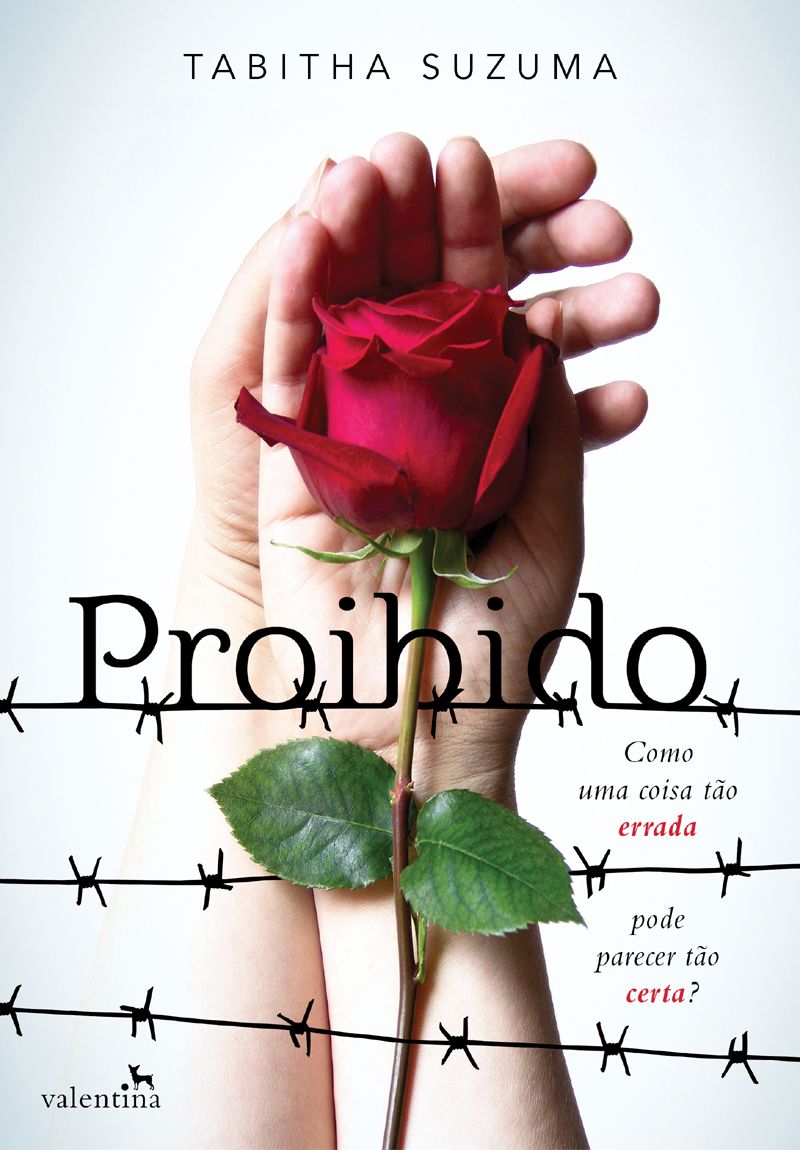 TABITHA SUZUMA
Proibido
Como
uma coisa tão
errada
pode
parecer tão
certa?
valentina